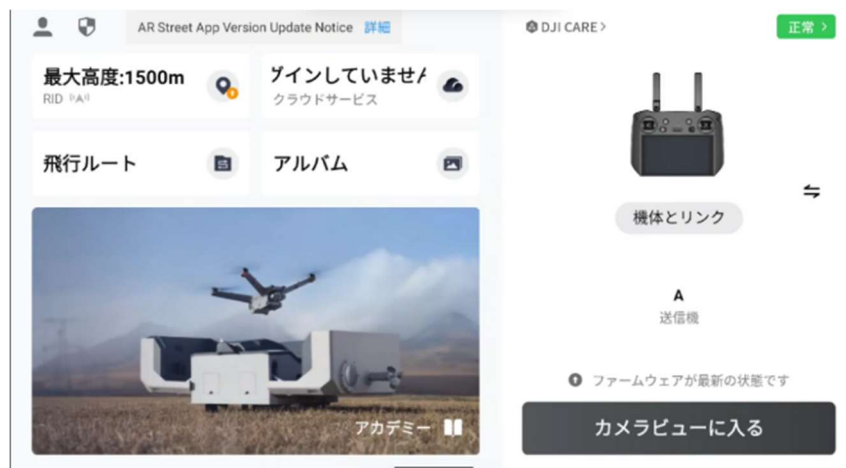 AR Street App Version Update Notice 詳細
最大高度:1500m
RID
グインしていません
クラウドサービス
飛行ルート
アルバム
アカデミー
DJI CARE>
正常 >
機体とリンク
A
送信機
ファームウェアが最新の状態です
カメラビューに入る